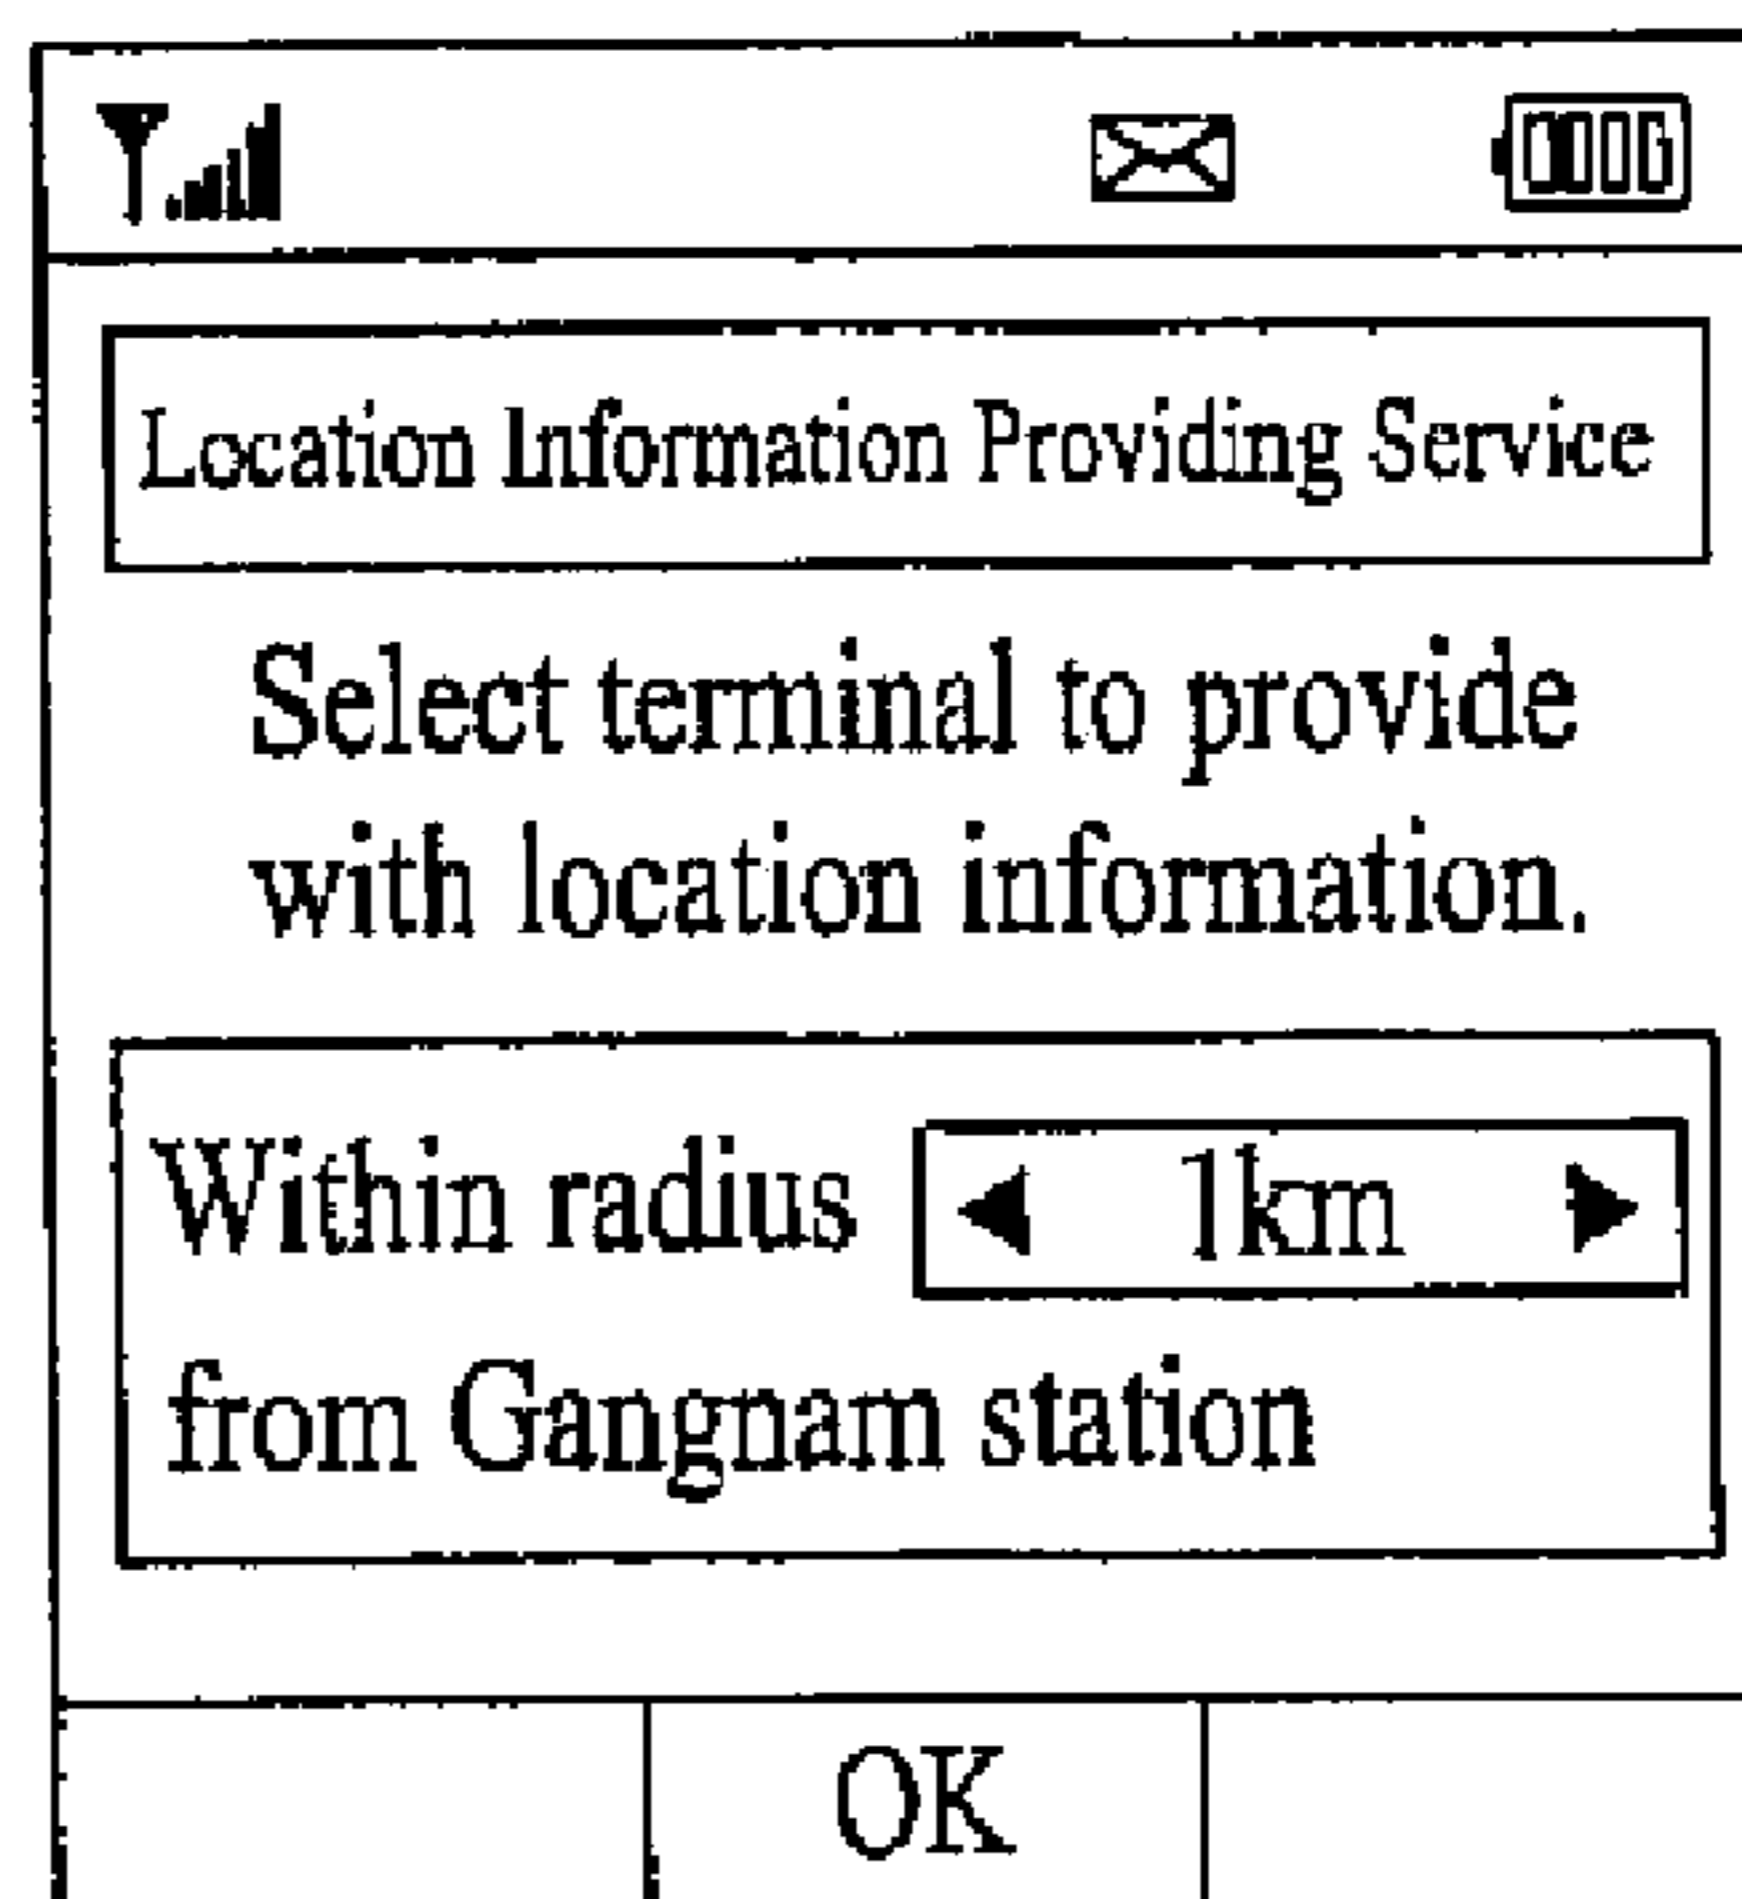 Location Information Providing Service
Select terminal to provide
with location information.
Within radius ◀ 1km ▶
from Gangnam station
OK